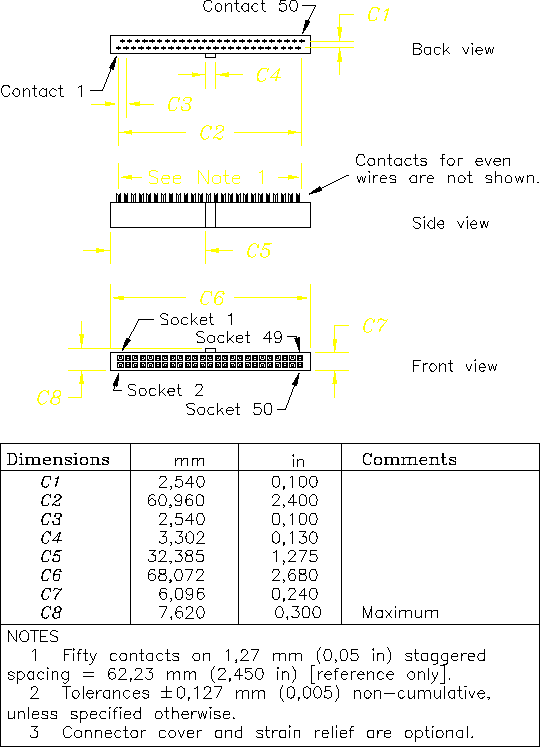 Contact 50
C1
Back view
Contact 1
C4
C3
C2
Contacts for even
wires are not shown.
See Note 1
Side view
C5
C6
Socket 1
C7
Socket 49
Front view
Socket 2
C8
Socket 50
Dimensions mm in Comments
C1 2,540 0,100
C2 60,960 2,400
C3 2,540 0,100
C4 3,302 0,130
C5 32,385 1,275
C6 68,072 2,680
C7 6,096 0,240
C8 7,620 0,300 Maximum
NOTES
1 Fifty contacts on 1,27 mm (0,05 in) staggered
spacing = 62,23 mm (2,450 in) [reference only].
2 Tolerances ±0,127 mm (0,005) non-cumulative,
unless specified otherwise.
3 Connector cover and strain relief are optional.